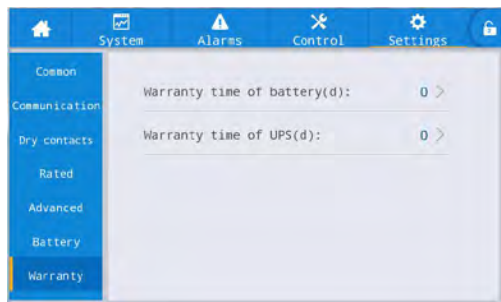 System Alarms Control Settings
Common
Communication
Dry contacts
Rated
Advanced
Battery
Warranty
Warranty time of battery(d): 0 >
Warranty time of UPS(d): 0 >